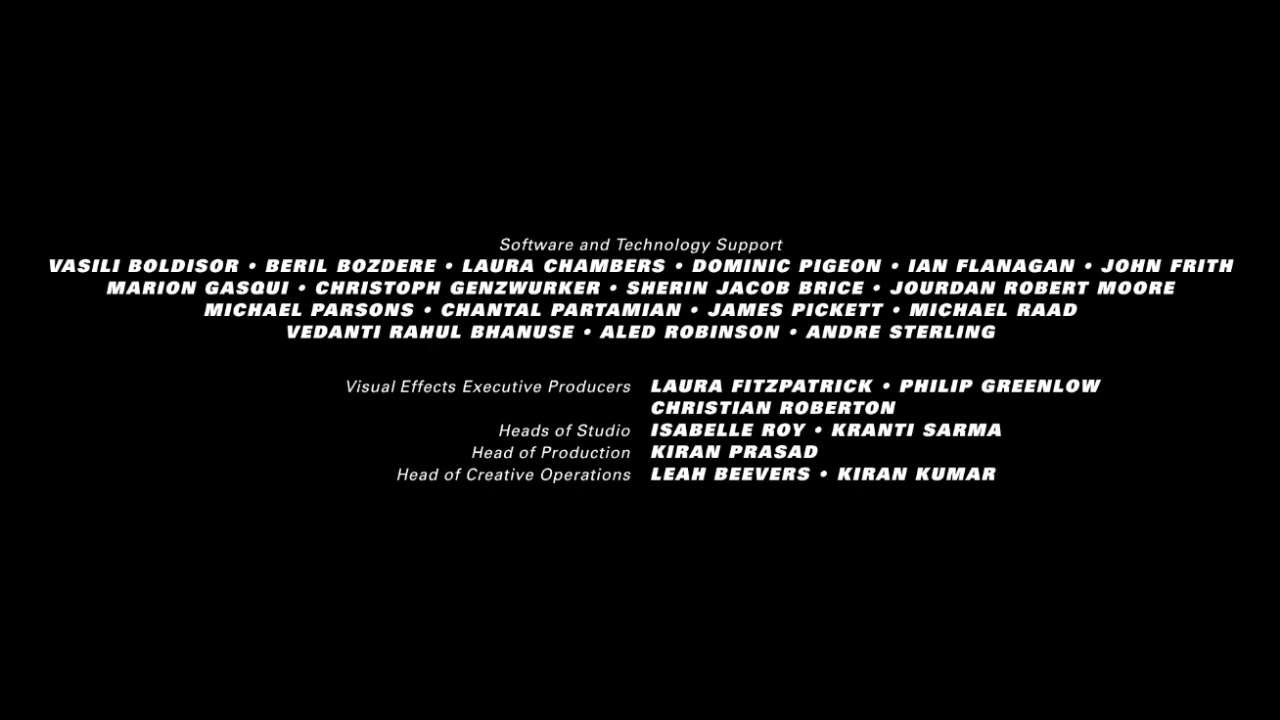 Software and Technology Support
VASILI BOLDISOR • BERIL BOZDERE • LAURA CHAMBERS • DOMINIC PIGEON • IAN FLANAGAN • JOHN FRITH
MARION GASQUI • CHRISTOPH GENZWURKER • SHERIN JACOB BRICE • JOURDAN ROBERT MOORE
MICHAEL PARSONS • CHANTAL PARTAMIAN • JAMES PICKETT • MICHAEL RAAD
VEDANTI RAHUL BHANUSE • ALED ROBINSON • ANDRE STERLING
Visual Effects Executive Producers LAURA FITZPATRICK • PHILIP GREENLOW
CHRISTIAN ROBERTON
Heads of Studio ISABELLE ROY • KRANTI SARMA
Head of Production KIRAN PRASAD
Head of Creative Operations LEAH BEEVERS • KIRAN KUMAR